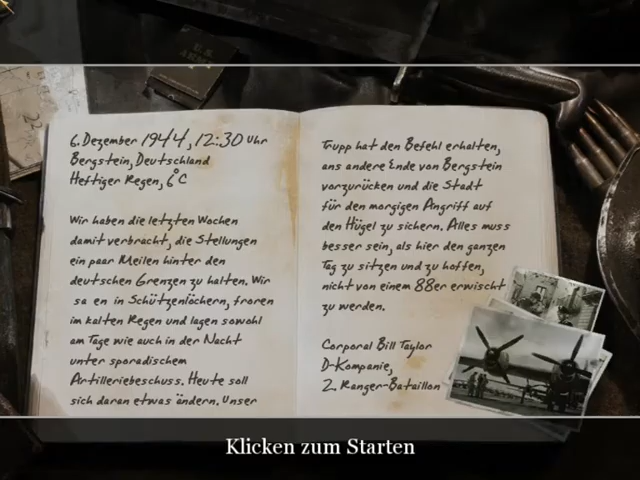 6. Dezember 1944, 12:30 Uhr
Bergstein, Deutschland
Heftiger Regen, 6°C
Wir haben die letzten Wochen
damit verbracht, die Stellungen
ein paar Meilen hinter den
deutschen Grenzen zu halten. Wir
sa en in Schützenlöchern, froren
im kalten Regen und lagen sowohl
am Tage wie auch in der Nacht
unter sporadischem
Artilleriebeschuss. Heute soll
sich daran etwas ändern. Unser
Trupp hat den Befehl erhalten,
ans andere Ende von Bergstein
vorzurücken und die Stadt
für den morgigen Angriff auf
den Hügel zu sichern. Alles muss
besser sein, als hier den ganzen
Tag zu sitzen und zu hoffen,
nicht von einem 88er erwischt
zu werden.
Corporal Bill Taylor
D-Kompanie,
2. Ranger-Bataillon
Klicken zum Starten